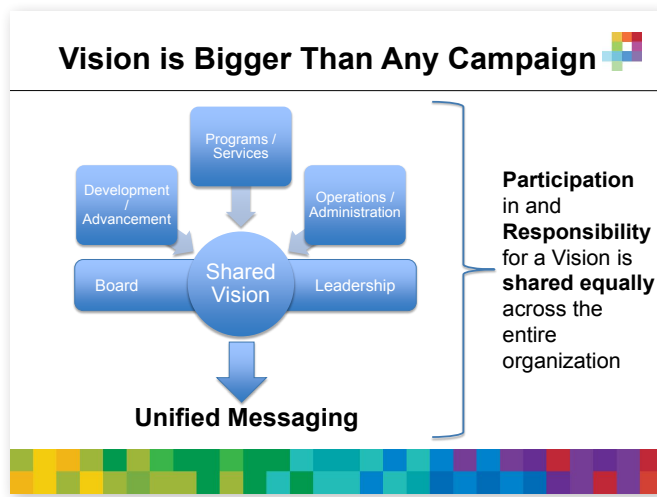 Vision is Bigger Than Any Campaign
Programs /
Services
Development
/
Advancement
Operations /
Administration
Board
Shared
Vision
Leadership
Unified Messaging
Participation
in and
Responsibility
for a Vision is
shared equally
across the
entire
organization